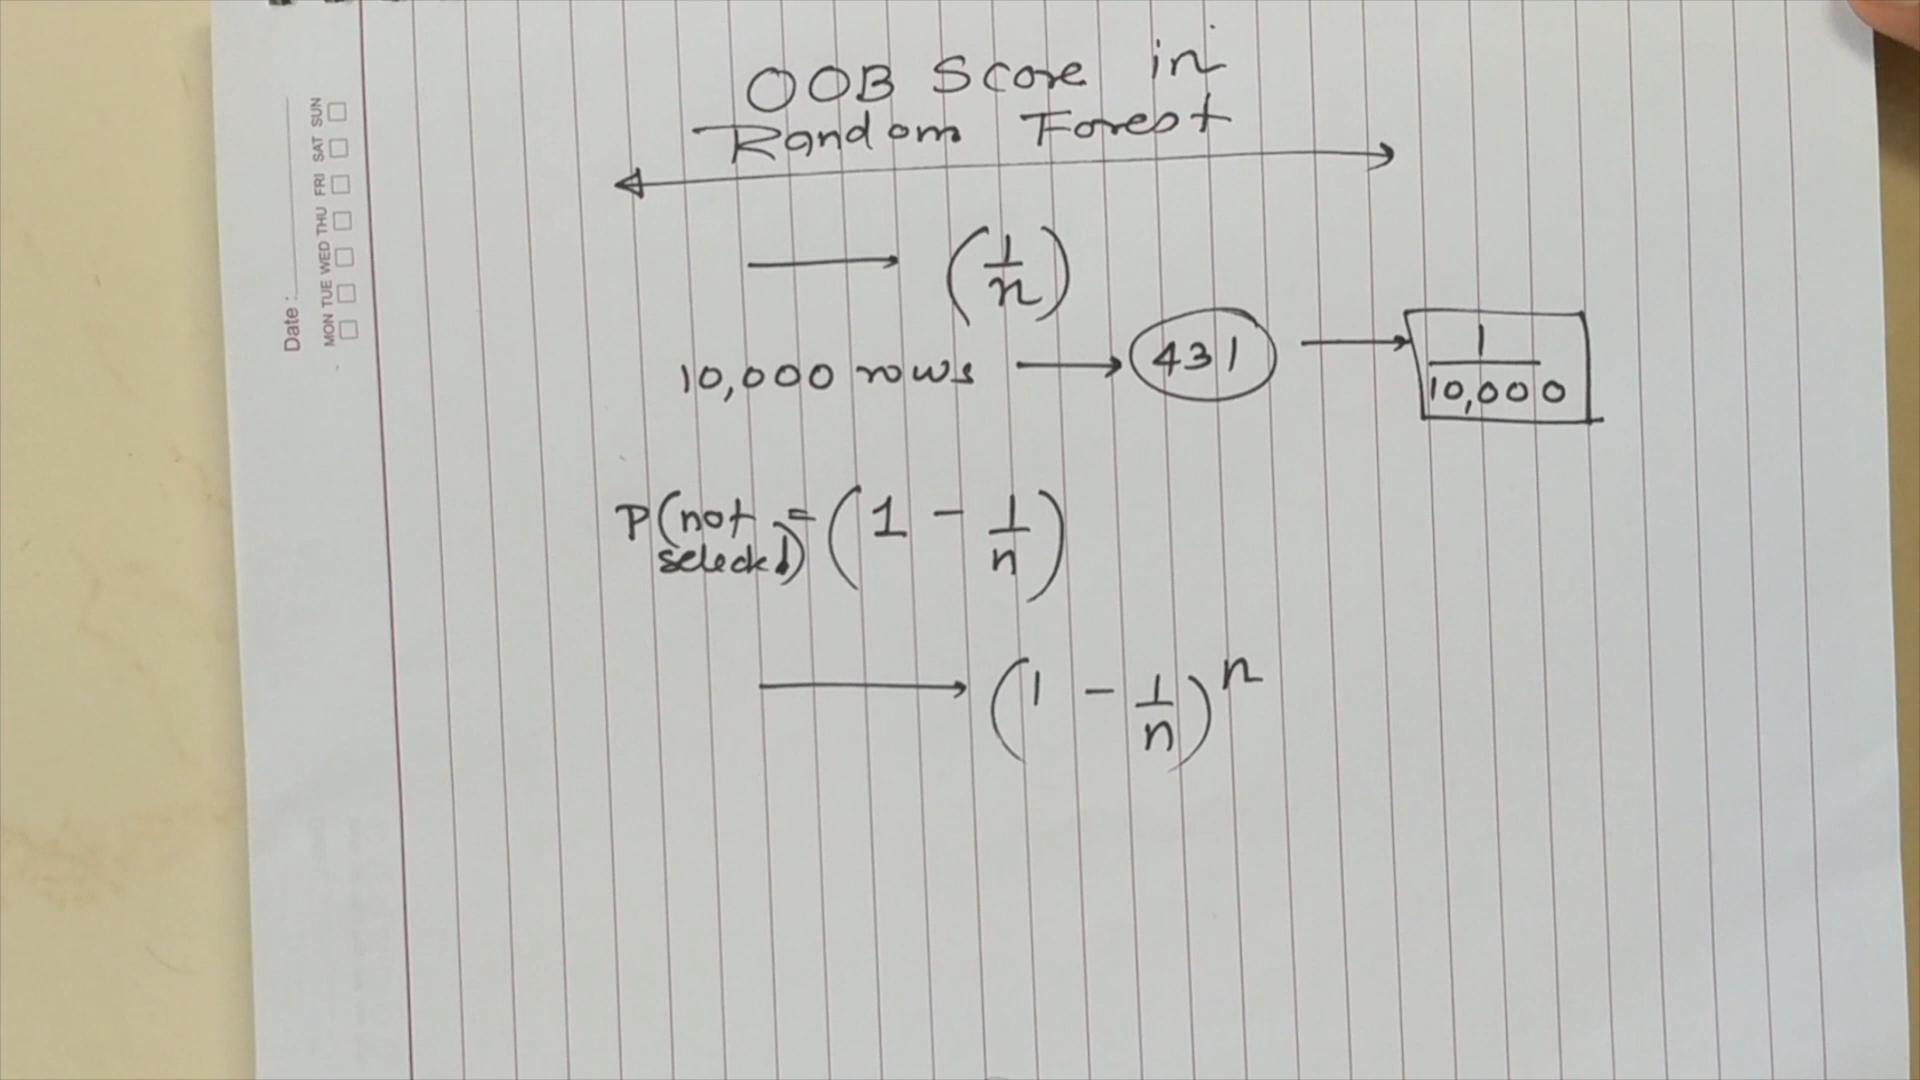 OOB Score in
Random Forest
(1/n)
10,000 rows → 431 → 1/10,000
P(not selected) = (1 - 1/n)
→ (1 - 1/n)^n
Date :
MON TUE WED THU FRI SAT SUN